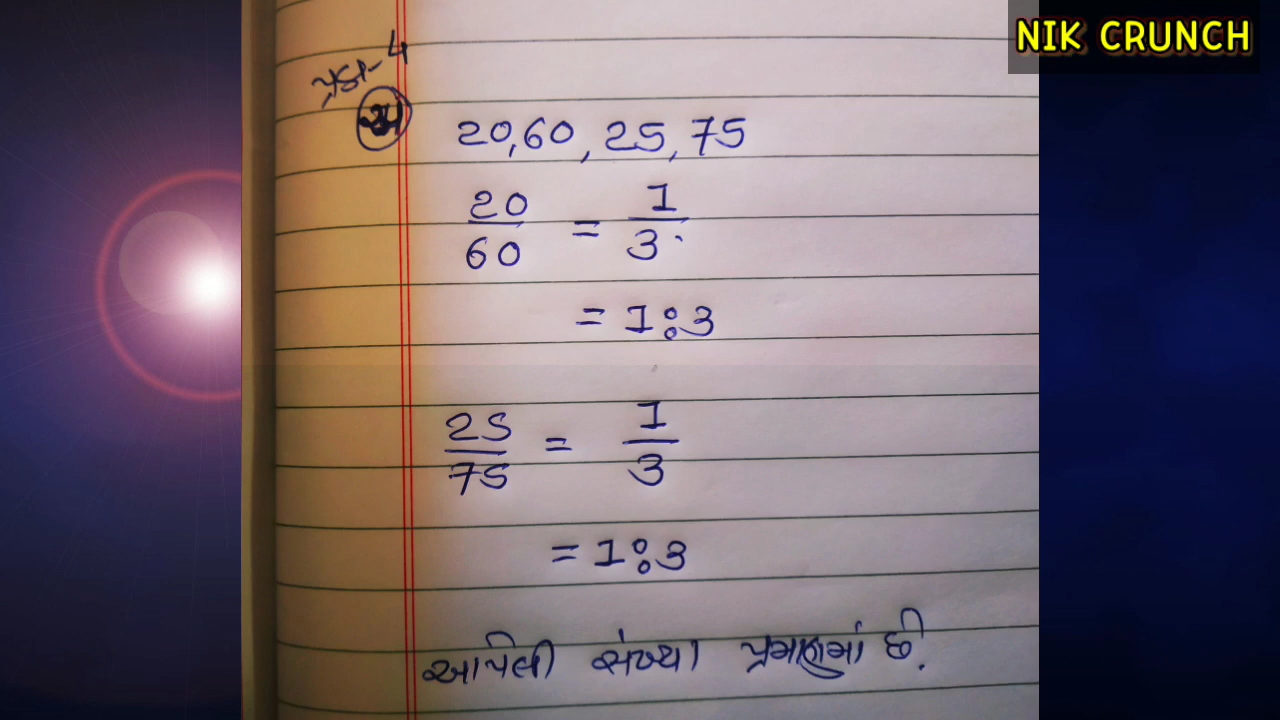 NIK CRUNCH
પ્રશ્ન-4
20,60, 25, 75
20/60 = 1/3.
= 1:3
25/75 = 1/3
= 1:3
આપેલી સંખ્યા પ્રમાણમાં છે.